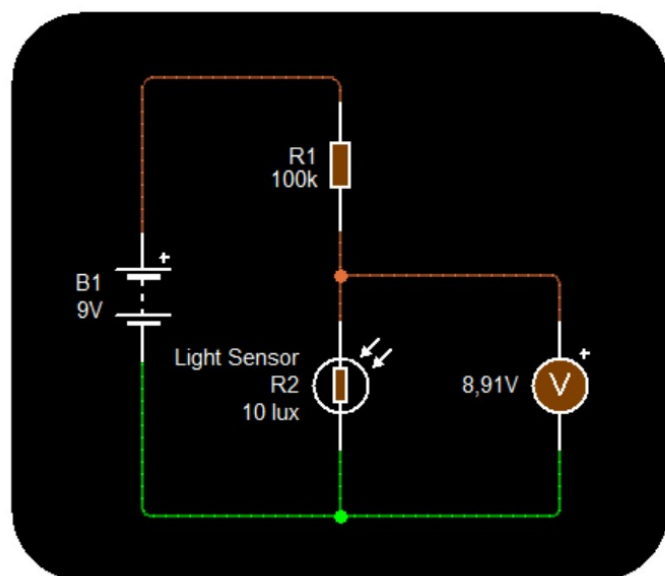 R1
100k
+
B1
9V
Light Sensor
R2
10 lux
+
8,91V
V